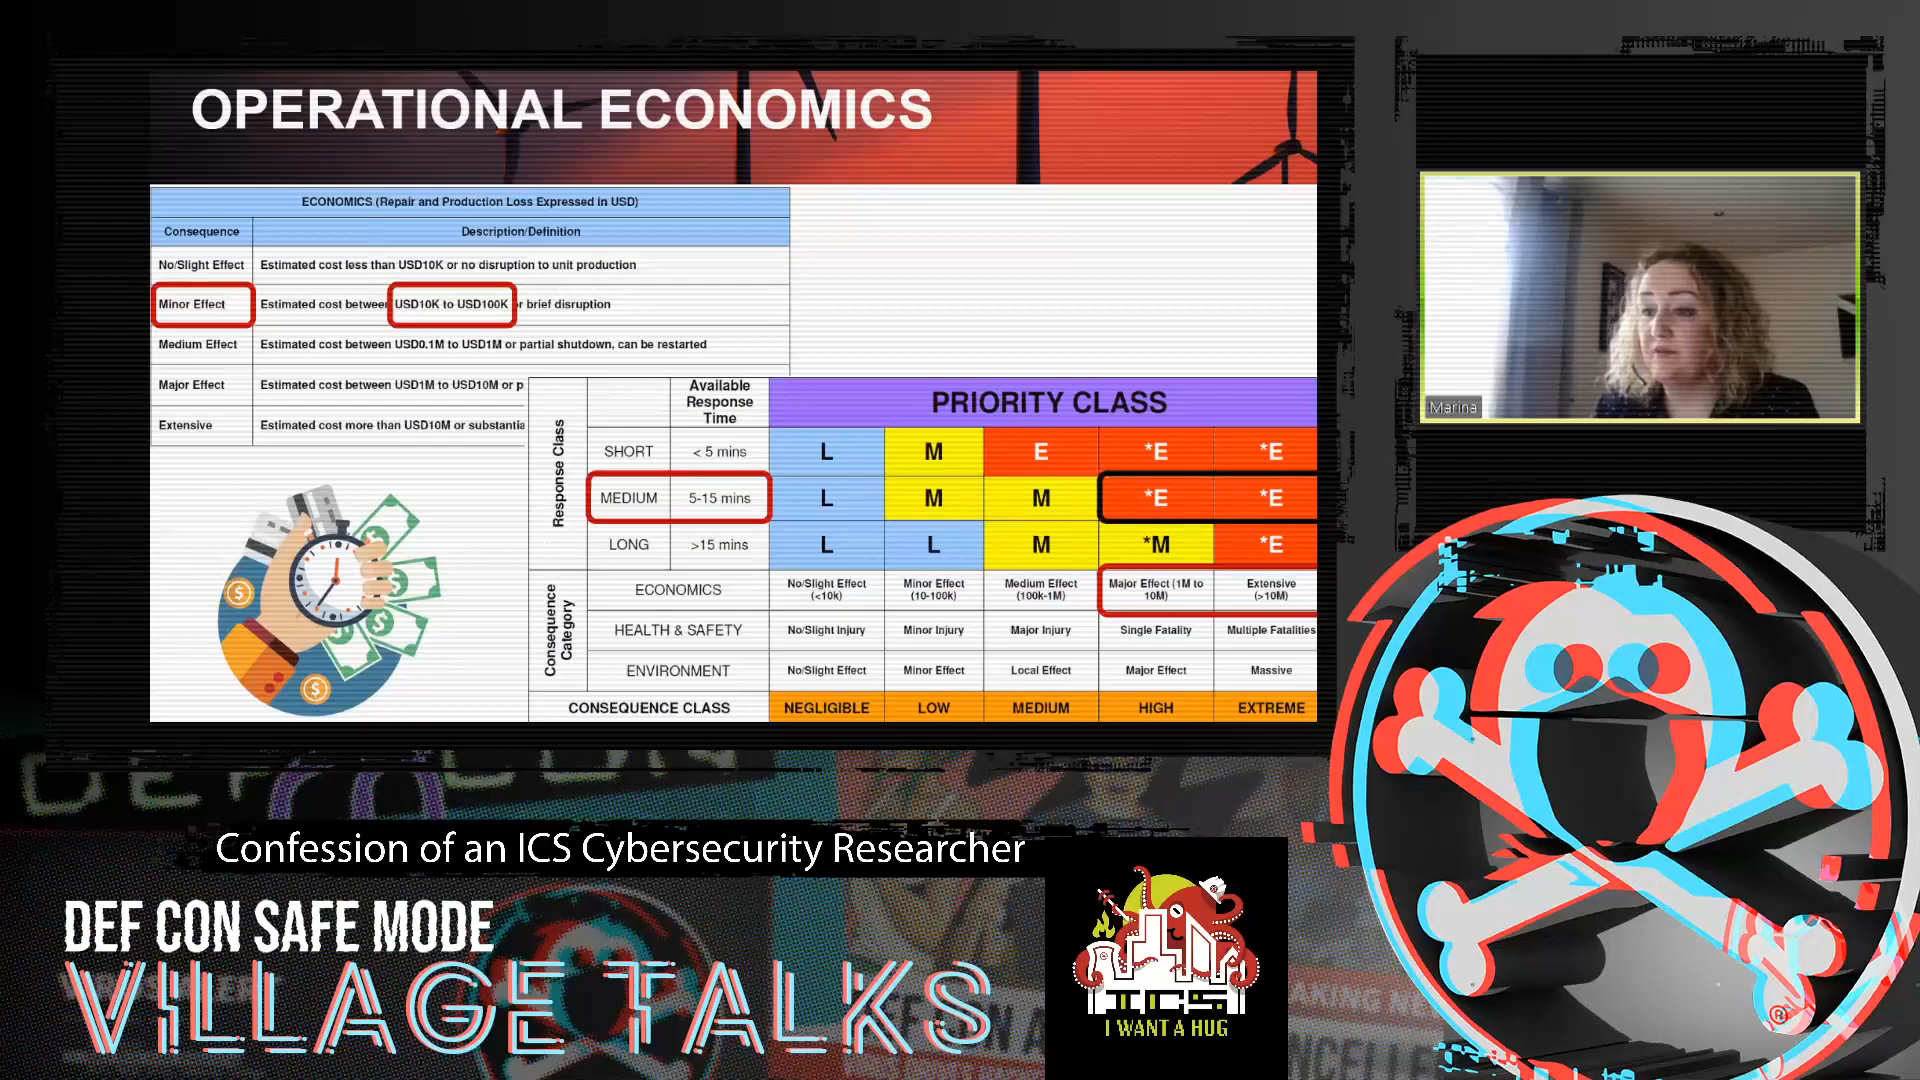 OPERATIONAL ECONOMICS
ECONOMICS (Repair and Production Loss Expressed in USD)
Consequence Description/Definition
No/Slight Effect Estimated cost less than USD10K or no disruption to unit production
Minor Effect Estimated cost between USD10K to USD100K or brief disruption
Medium Effect Estimated cost between USD0.1M to USD1M or partial shutdown, can be restarted
Major Effect Estimated cost between USD1M to USD10M or p
Extensive Estimated cost more than USD10M or substantia
Response Class
Available Response Time
PRIORITY CLASS
SHORT < 5 mins L M E *E *E
MEDIUM 5-15 mins L M M *E *E
LONG >15 mins L L M *M *E
Consequence Category
ECONOMICS No/Slight Effect (<10k) Minor Effect (10-100k) Medium Effect (100k-1M) Major Effect (1M to 10M) Extensive (>10M)
HEALTH & SAFETY No/Slight Injury Minor Injury Major Injury Single Fatality Multiple Fatalities
ENVIRONMENT No/Slight Effect Minor Effect Local Effect Major Effect Massive
CONSEQUENCE CLASS NEGLIGIBLE LOW MEDIUM HIGH EXTREME
Marina
Confession of an ICS Cybersecurity Researcher
DEF CON SAFE MODE
VILLAGE TALKS
ICS
I WANT A HUG
®